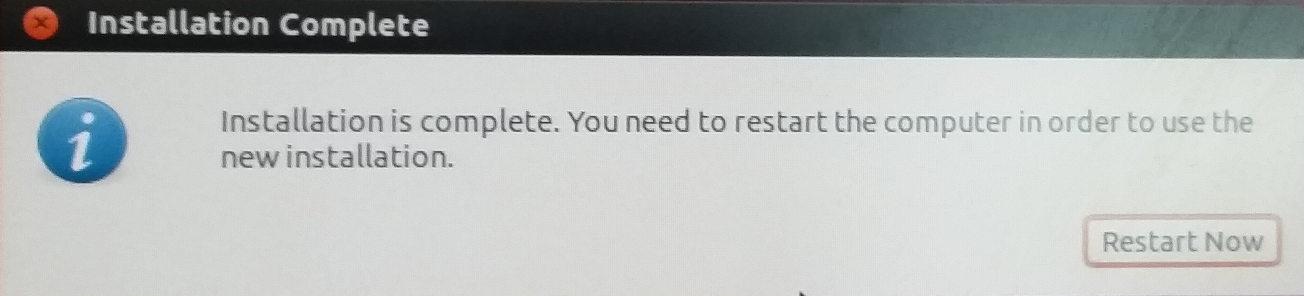 Installation Complete
Installation is complete. You need to restart the computer in order to use the
new installation.
Restart Now